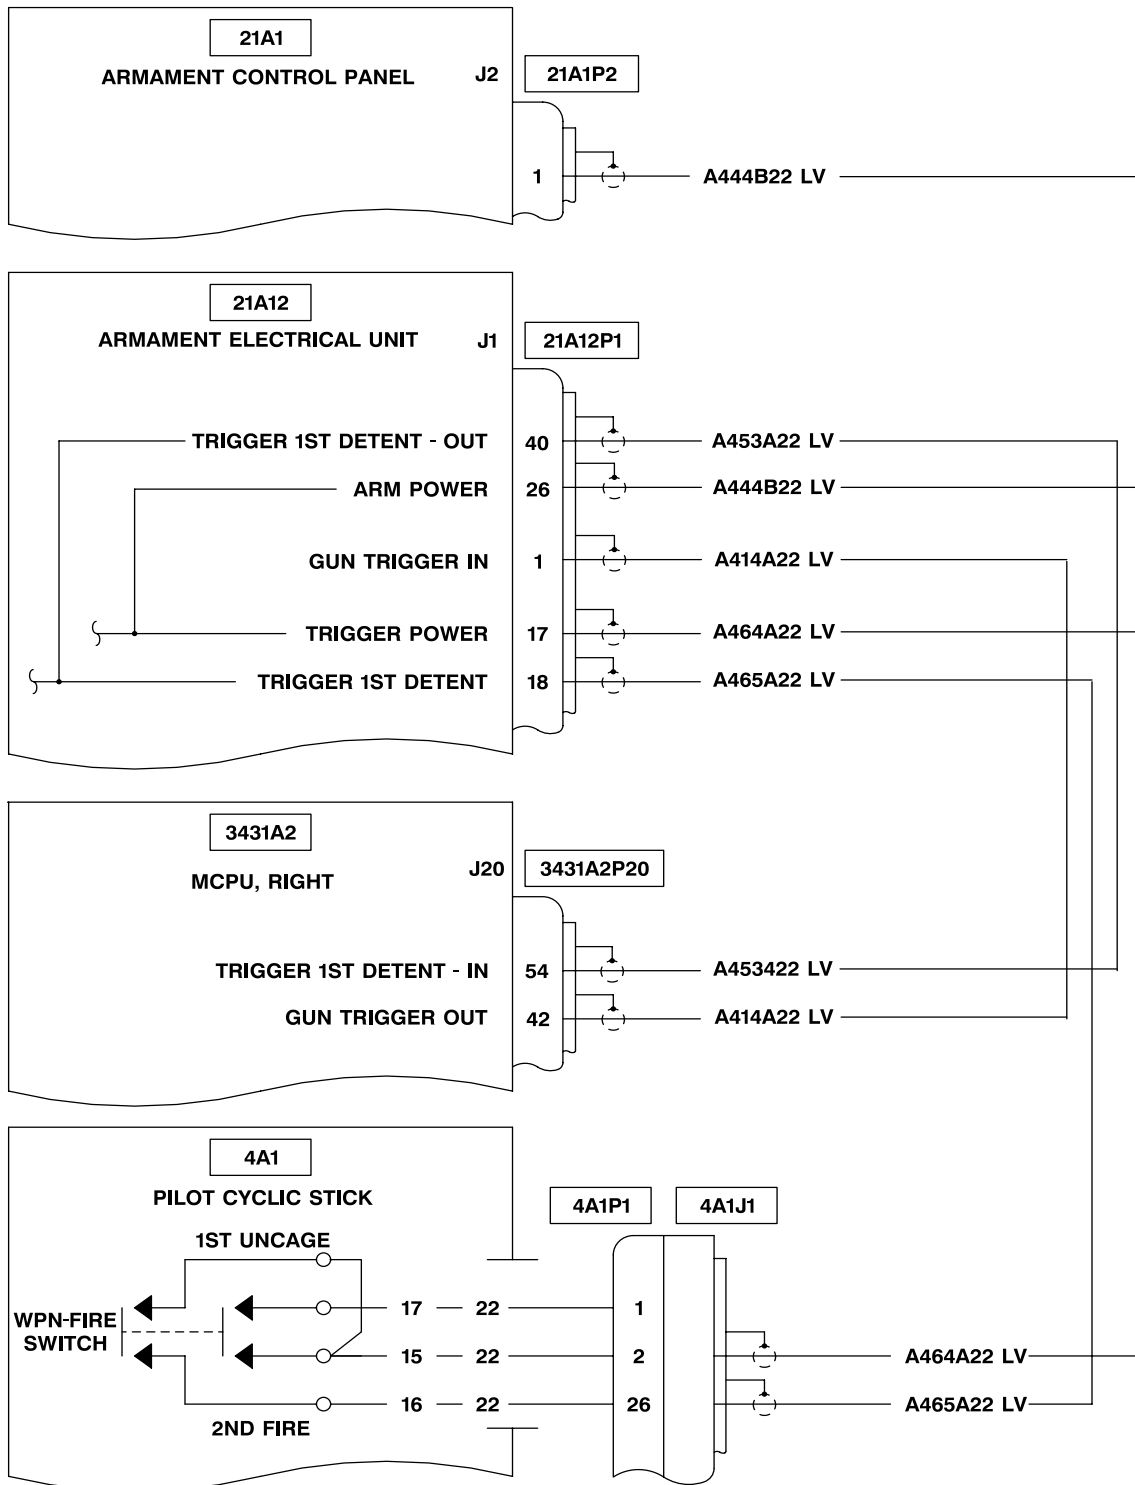 21A1
ARMAMENT CONTROL PANEL
J2
21A1P2
1
A444B22 LV
21A12
ARMAMENT ELECTRICAL UNIT
J1
21A12P1
TRIGGER 1ST DETENT - OUT
40
A453A22 LV
ARM POWER
26
A444B22 LV
GUN TRIGGER IN
1
A414A22 LV
TRIGGER POWER
17
A464A22 LV
TRIGGER 1ST DETENT
18
A465A22 LV
3431A2
MCPU, RIGHT
J20
3431A2P20
TRIGGER 1ST DETENT - IN
54
A453422 LV
GUN TRIGGER OUT
42
A414A22 LV
4A1
PILOT CYCLIC STICK
4A1P1
4A1J1
1ST UNCAGE
WPN-FIRE
SWITCH
17
22
1
15
22
2
A464A22 LV
16
22
26
A465A22 LV
2ND FIRE